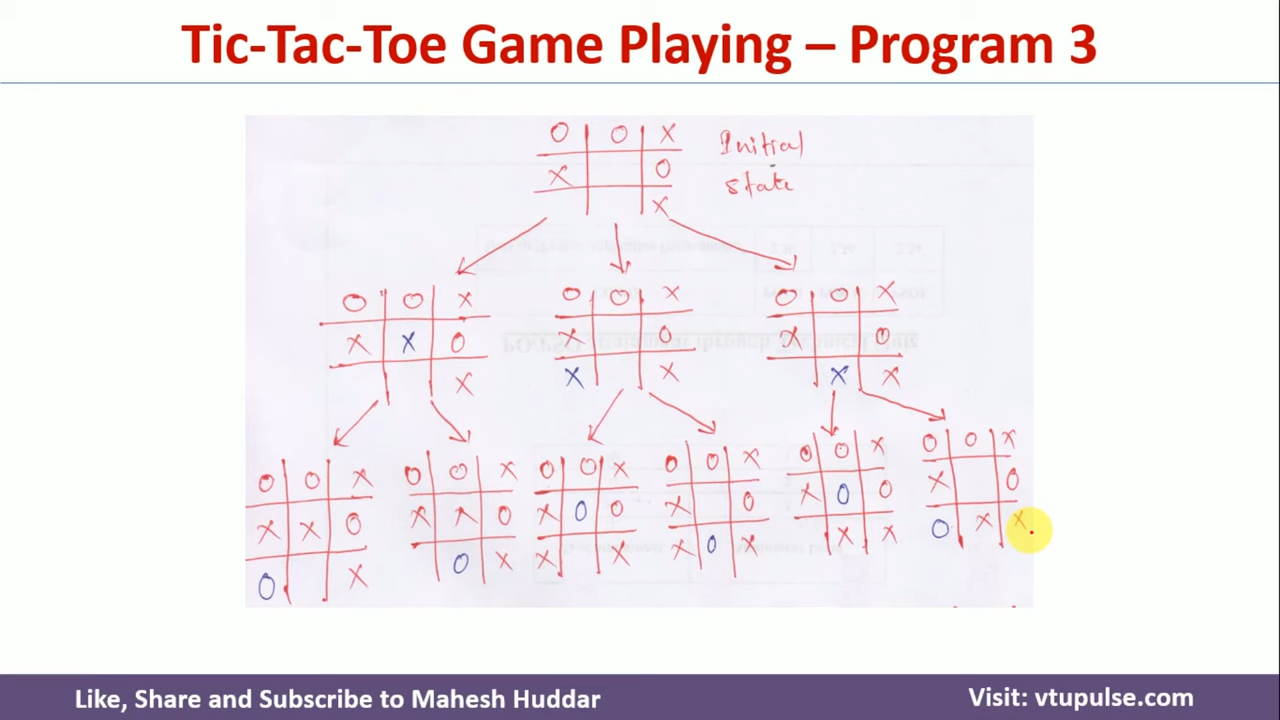 Tic-Tac-Toe Game Playing – Program 3
O O X
Initial
X O
state
X
O O X
O O X
O O X
X X O
X O
X O
X
X X
X X
O O X
O O X
O O X
O O X
O O X
O O X
X X O
X X O
X O O
X O
X O O
X O
O X
O X
X X
X O X
X X
O X X
Like, Share and Subscribe to Mahesh Huddar
Visit: vtupulse.com